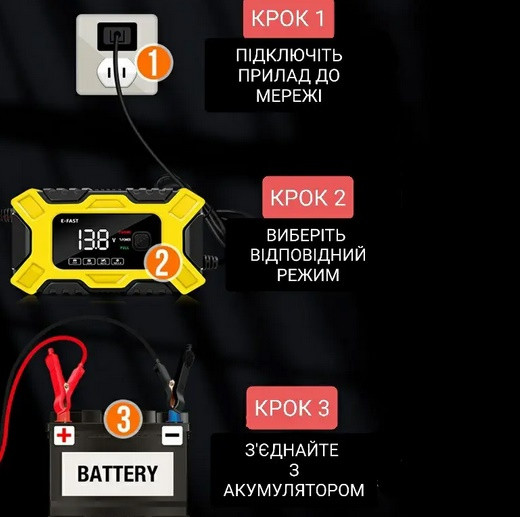 КРОК 1
1
ПІДКЛЮЧІТЬ
ПРИЛАД ДО
МЕРЕЖІ
КРОК 2
E-FAST
13.8 V
2
ВИБЕРІТЬ
ВІДПОВІДНИЙ
РЕЖИМ
КРОК 3
3
+
−
BATTERY
З'ЄДНАЙТЕ
З
АКУМУЛЯТОРОМ